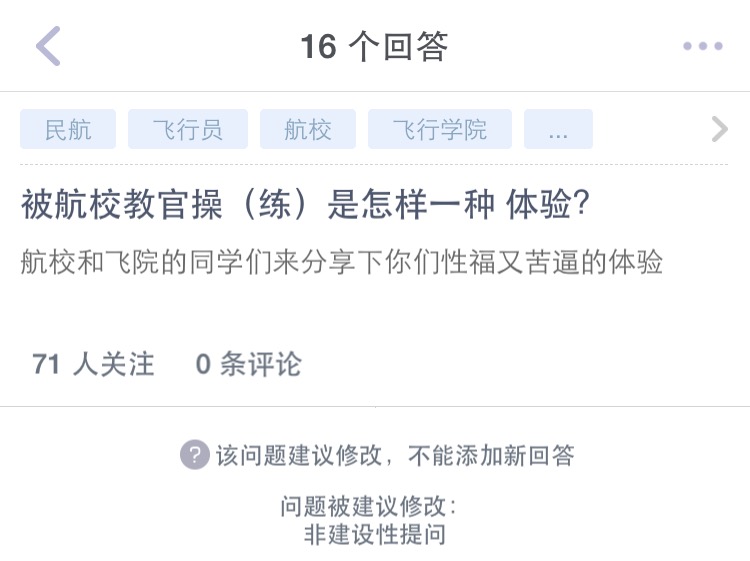 16 个回答
民航 飞行员 航校 飞行学院 ...
被航校教官操（练）是怎样一种 体验?
航校和飞院的同学们来分享下你们性福又苦逼的体验
71 人关注 0 条评论
? 该问题建议修改，不能添加新回答
问题被建议修改：
非建设性提问